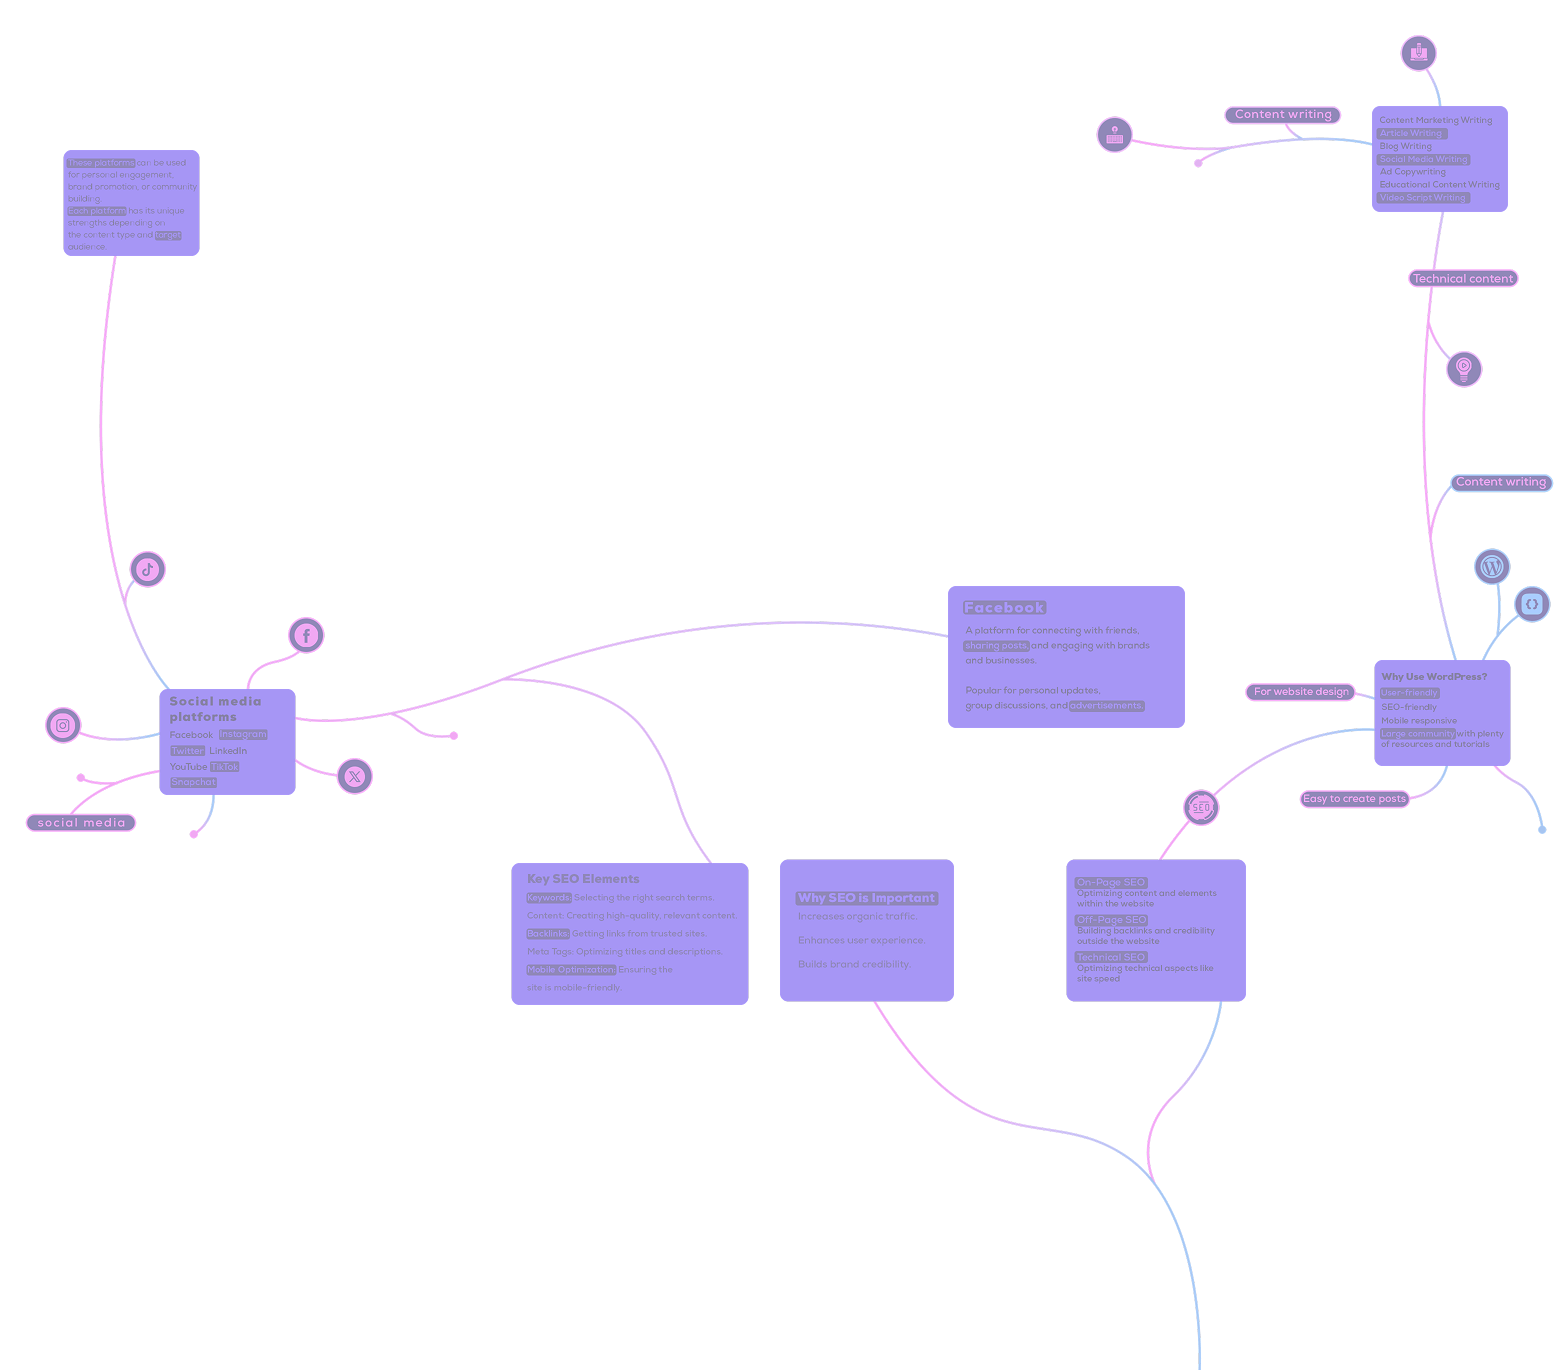 Content writing
Content Marketing Writing
Article Writing
Blog Writing
Social Media Writing
Ad Copywriting
Educational Content Writing
Video Script Writing
These platforms can be used
for personal engagement,
brand promotion, or community
building.
Each platform has its unique
strengths depending on
the content type and target
audience.
Technical content
Content writing
Facebook
A platform for connecting with friends,
sharing posts, and engaging with brands
and businesses.
Popular for personal updates,
group discussions, and advertisements.
Why Use WordPress?
User-friendly
SEO-friendly
Mobile responsive
Large community with plenty
of resources and tutorials
For website design
Easy to create posts
Social media
platforms
Facebook Instagram
Twitter LinkedIn
YouTube TikTok
Snapchat
social media
SEO
Key SEO Elements
Keywords: Selecting the right search terms.
Content: Creating high-quality, relevant content.
Backlinks: Getting links from trusted sites.
Meta Tags: Optimizing titles and descriptions.
Mobile Optimization: Ensuring the
site is mobile-friendly.
Why SEO is Important
Increases organic traffic.
Enhances user experience.
Builds brand credibility.
On-Page SEO
Optimizing content and elements
within the website
Off-Page SEO
Building backlinks and credibility
outside the website
Technical SEO
Optimizing technical aspects like
site speed